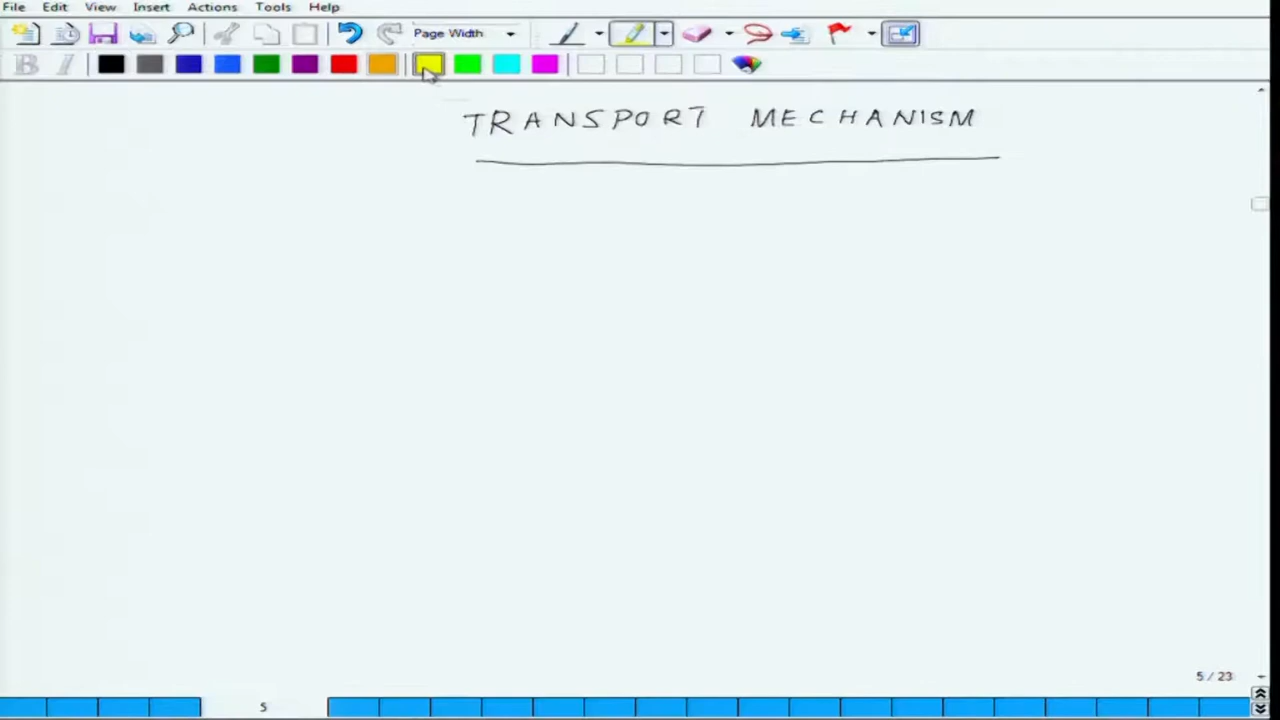 File Edit View Insert Actions Tools Help
Page Width
B I
TRANSPORT MECHANISM
5 / 23
5